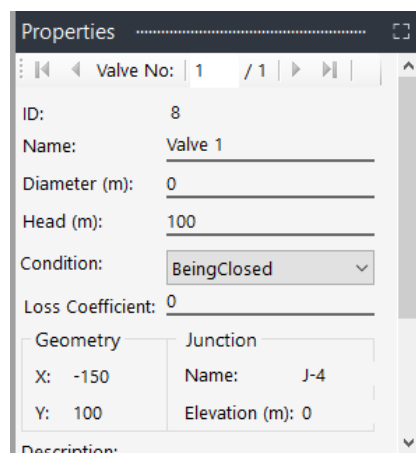 Properties
Valve No: 1 / 1
ID: 8
Name: Valve 1
Diameter (m): 0
Head (m): 100
Condition: BeingClosed
Loss Coefficient: 0
Geometry Junction
X: -150 Name: J-4
Y: 100 Elevation (m): 0
Description: